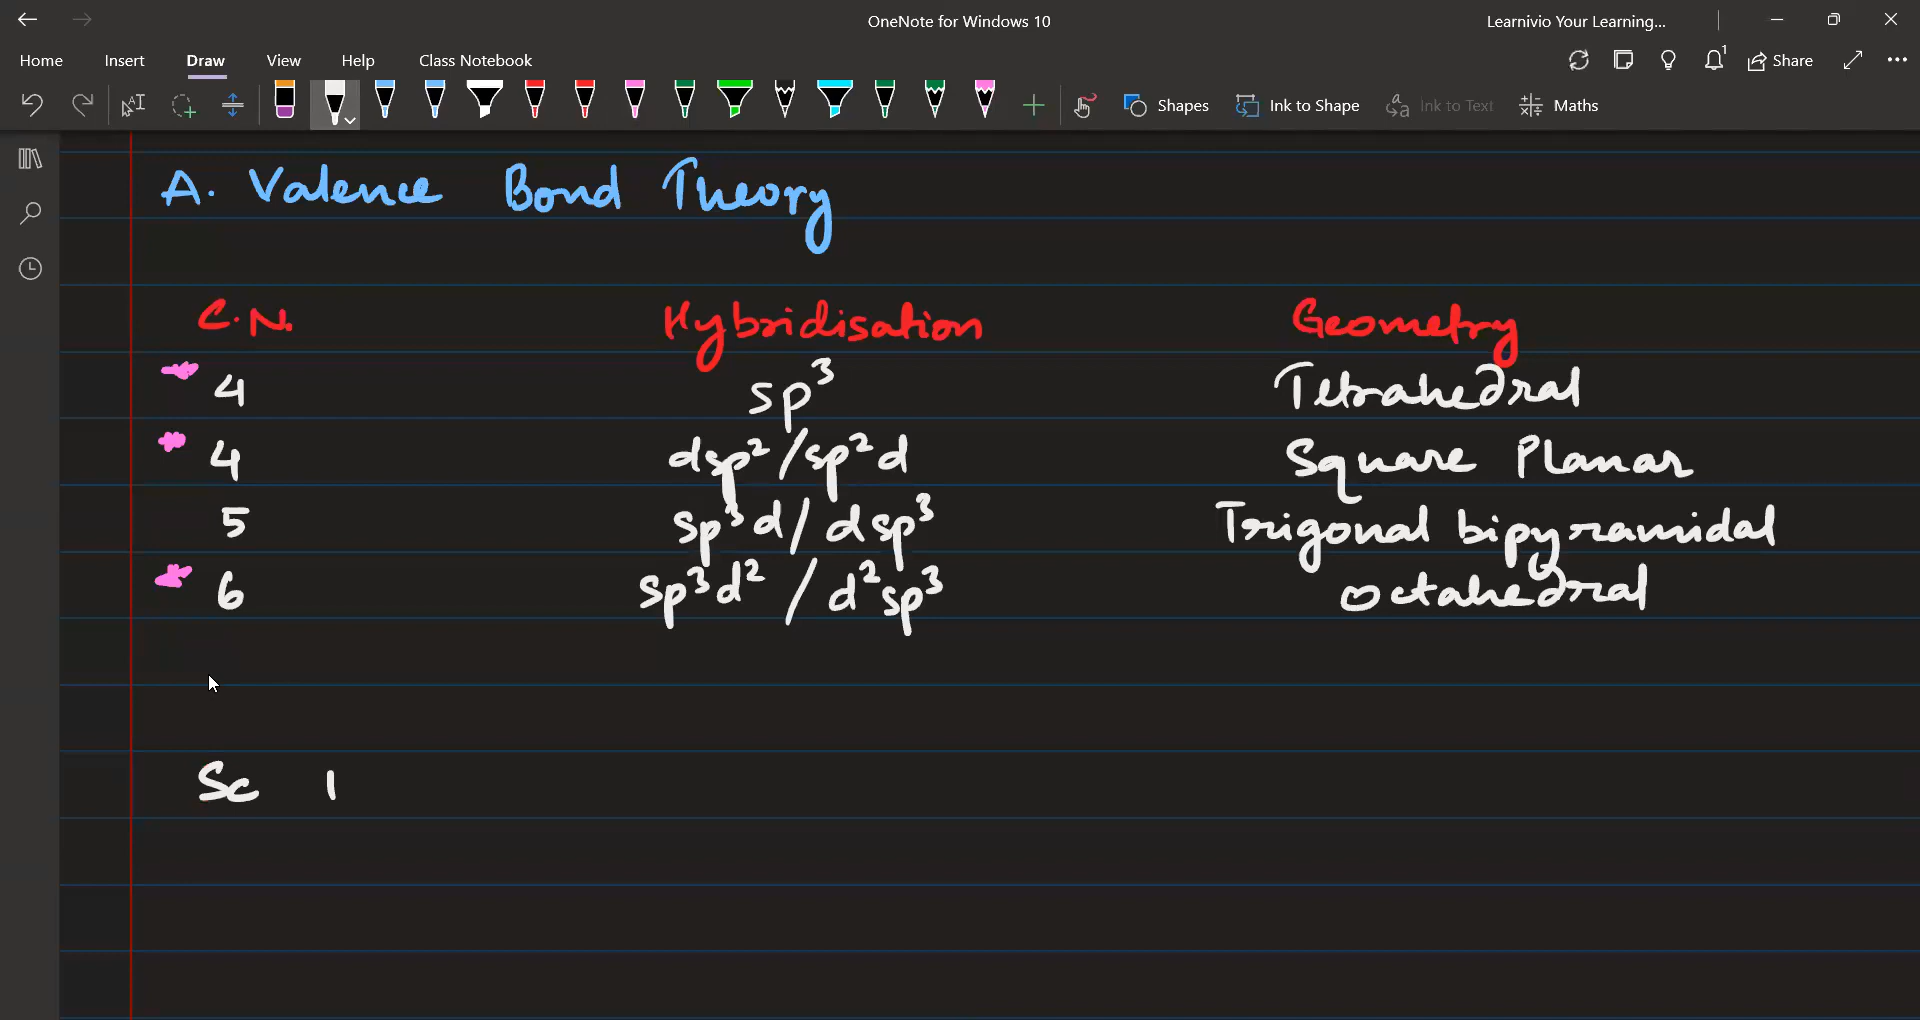 OneNote for Windows 10
Learnivio Your Learning...
Home Insert Draw View Help Class Notebook
1 Share
Shapes Ink to Shape Ink to Text Maths
A. Valence Bond Theory
C.N. Hybridisation Geometry
4 sp³ Tetrahedral
4 dsp²/sp²d Square Planar
5 sp³d/dsp³ Trigonal bipyramidal
6 sp³d²/d²sp³ octahedral
Sc 1